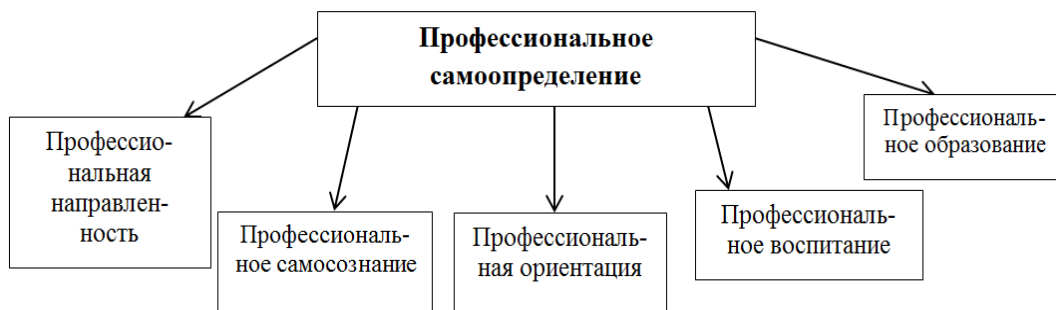 Профессиональное
самоопределение
Профессио-
нальная
направлен-
ность
Профессиональ-
ное самосознание
Профессиональ-
ная ориентация
Профессиональ-
ное воспитание
Профессиональ-
ное образование